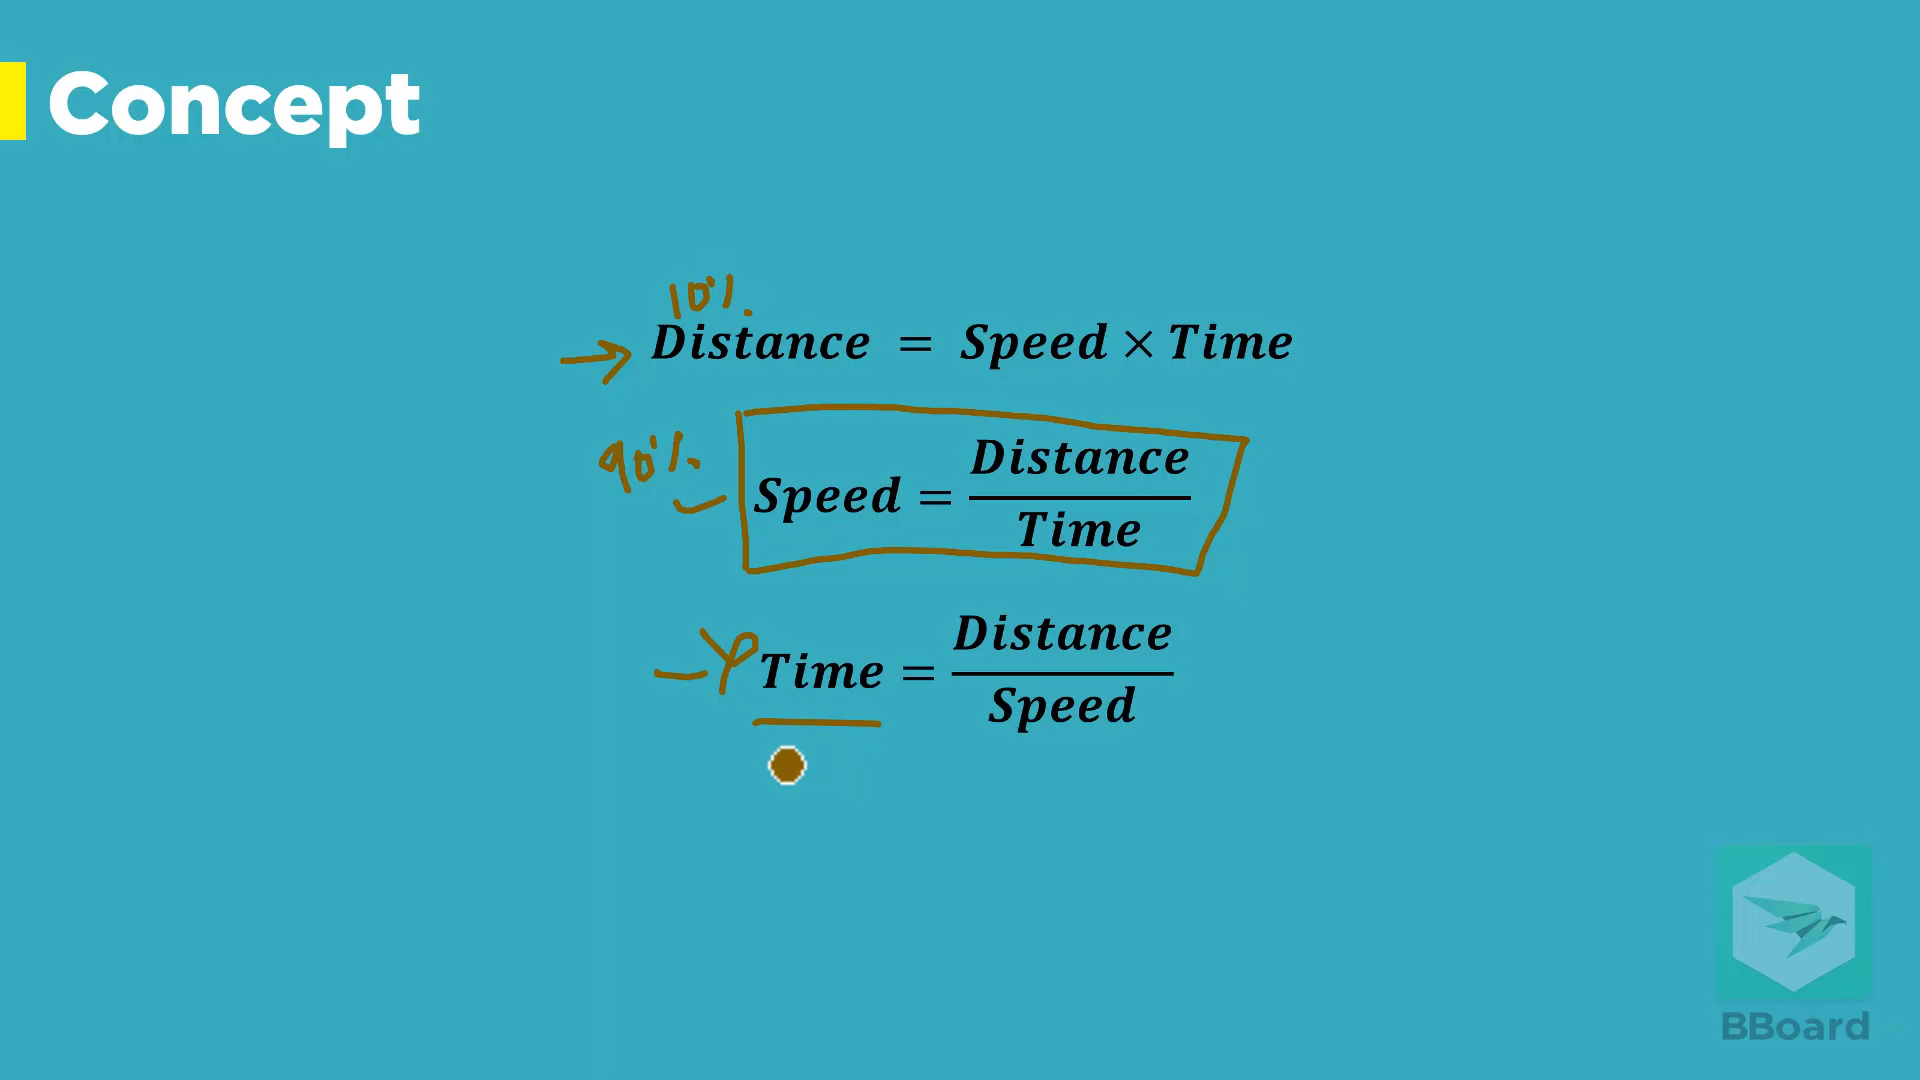 Concept
10%.
Distance = Speed × Time
90%.
Speed = Distance / Time
Time = Distance / Speed
BBoard